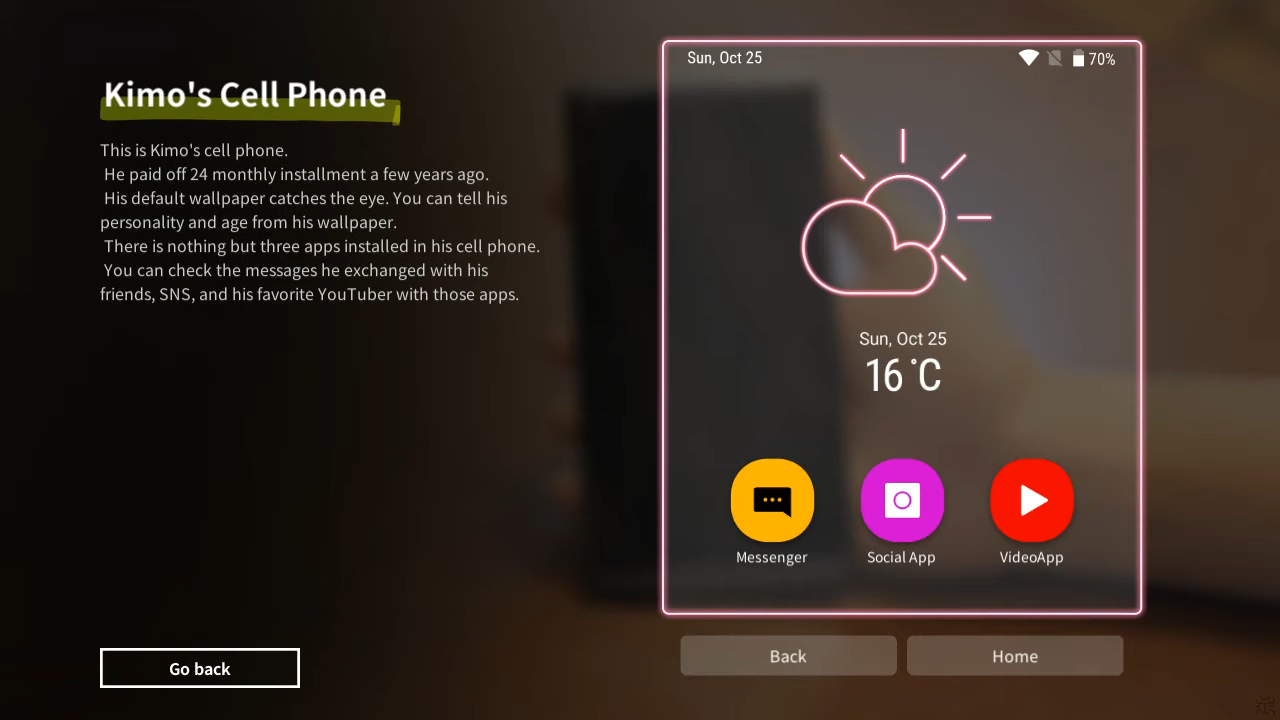 Kimo's Cell Phone
This is Kimo's cell phone.
He paid off 24 monthly installment a few years ago.
His default wallpaper catches the eye. You can tell his
personality and age from his wallpaper.
There is nothing but three apps installed in his cell phone.
You can check the messages he exchanged with his
friends, SNS, and his favorite YouTuber with those apps.
Go back
Sun, Oct 25
70%
Sun, Oct 25
16 °C
Messenger
Social App
VideoApp
Back
Home